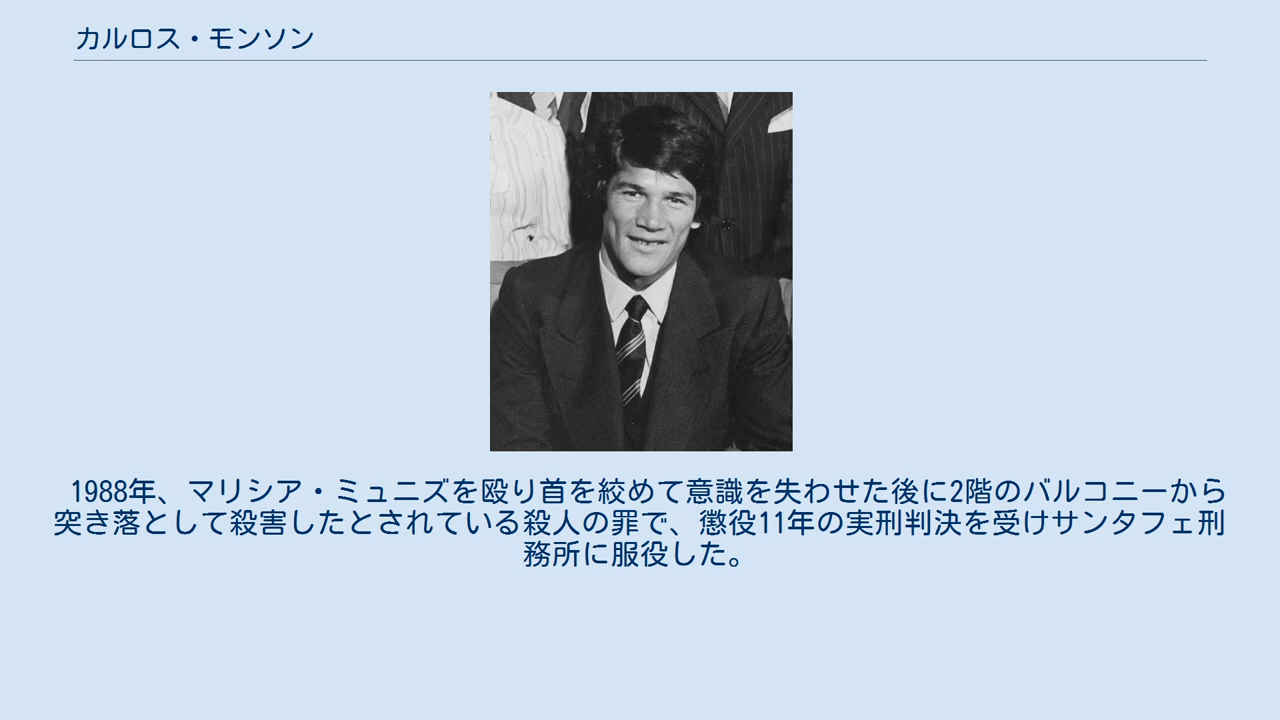 カルロス・モンソン
1988年、マリシア・ミュニズを殴り首を絞めて意識を失わせた後に2階のバルコニーから
突き落として殺害したとされている殺人の罪で、懲役11年の実刑判決を受けサンタフェ刑
務所に服役した。